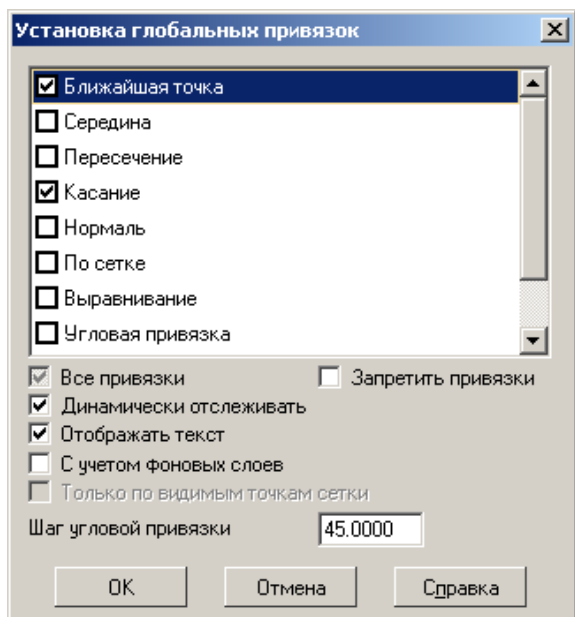 Установка глобальных привязок
Ближайшая точка
Середина
Пересечение
Касание
Нормаль
По сетке
Выравнивание
Угловая привязка
Все привязки Запретить привязки
Динамически отслеживать
Отображать текст
С учетом фоновых слоев
Только по видимым точкам сетки
Шаг угловой привязки 45.0000
OK Отмена Справка